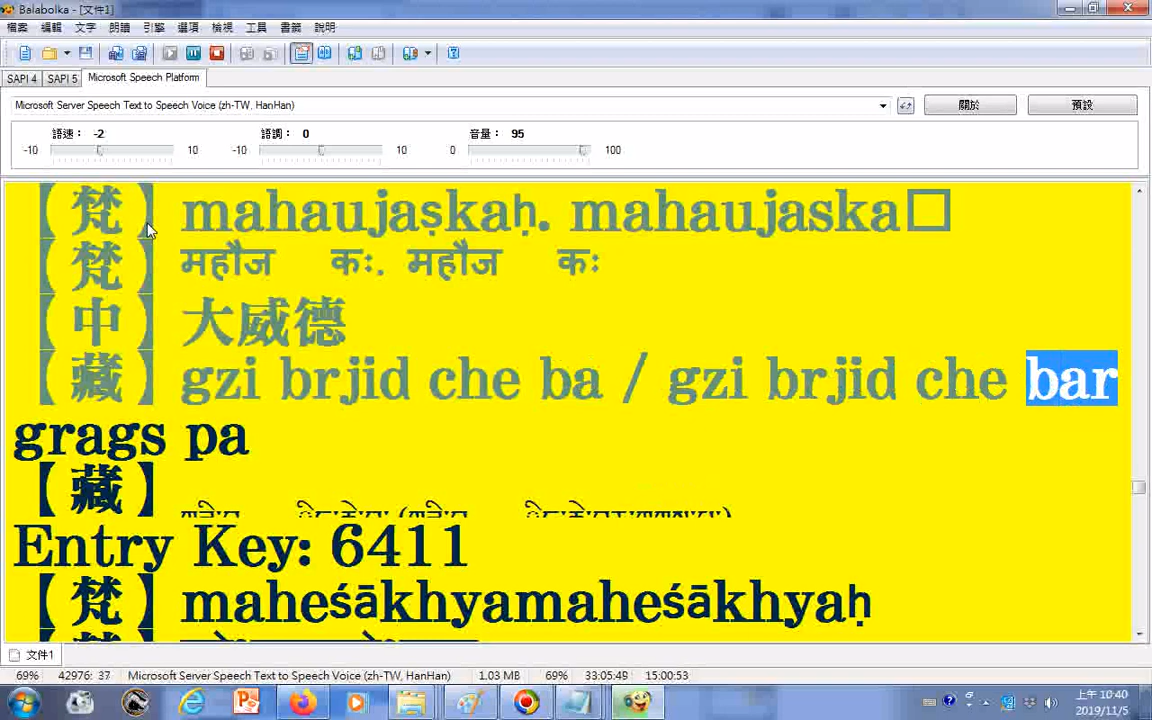 Balabolka - [文件1]
檔案 編輯 文字 朗讀 引擎 選項 檢視 工具 書籤 說明
SAPI 4 SAPI 5 Microsoft Speech Platform
Microsoft Server Speech Text to Speech Voice (zh-TW, HanHan) 關於 預設
語速： -2 語調： 0 音量： 95
-10 10 -10 10 0 100
【梵】mahaujaṣkaḥ. mahaujaska□
【梵】महौज कः. महौज कः
【中】大威德
【藏】gzi brjid che ba / gzi brjid che bar
grags pa
【藏】
Entry Key: 6411
【梵】maheśākhyamaheśākhyaḥ
文件1
69% 42976: 37 Microsoft Server Speech Text to Speech Voice (zh-TW, HanHan) 1.03 MB 69% 33:05:49 15:00:53
上午 10:40
2019/11/5